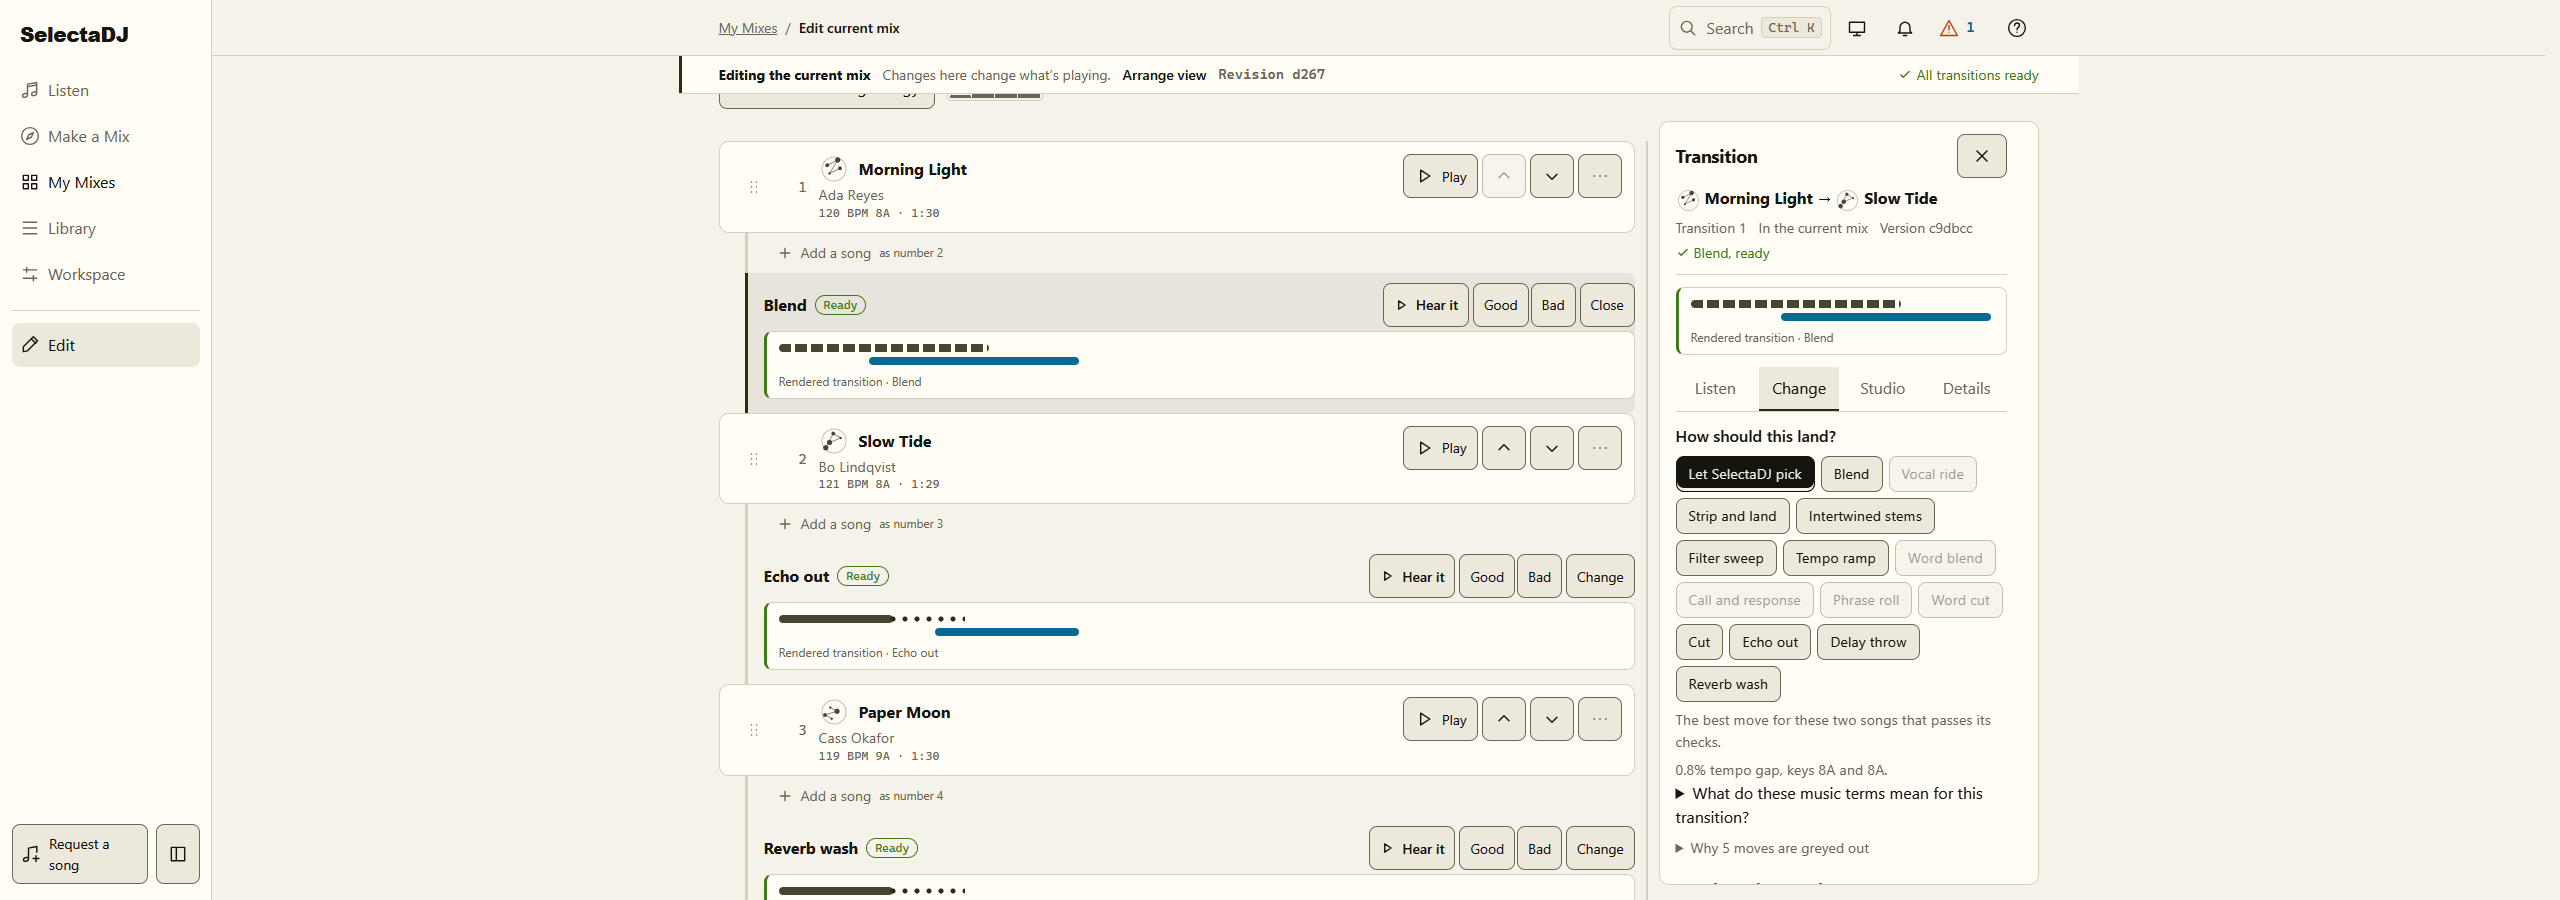 SelectaDJ
Listen
Make a Mix
My Mixes
Library
Workspace
Edit
Request a
song
My Mixes / Edit current mix
Search Ctrl K
1
Editing the current mix Changes here change what's playing. Arrange view Revision d267
All transitions ready
1
Morning Light
Ada Reyes
120 BPM 8A · 1:30
Play
Add a song as number 2
Blend Ready
Hear it Good Bad Close
Rendered transition · Blend
2
Slow Tide
Bo Lindqvist
121 BPM 8A · 1:29
Play
Add a song as number 3
Echo out Ready
Hear it Good Bad Change
Rendered transition · Echo out
3
Paper Moon
Cass Okafor
119 BPM 9A · 1:30
Play
Add a song as number 4
Reverb wash Ready
Hear it Good Bad Change
Transition
Morning Light → Slow Tide
Transition 1 In the current mix Version c9dbcc
Blend, ready
Rendered transition · Blend
Listen Change Studio Details
How should this land?
Let SelectaDJ pick Blend Vocal ride
Strip and land Intertwined stems
Filter sweep Tempo ramp Word blend
Call and response Phrase roll Word cut
Cut Echo out Delay throw
Reverb wash
The best move for these two songs that passes its
checks.
0.8% tempo gap, keys 8A and 8A.
What do these music terms mean for this
transition?
Why 5 moves are greyed out